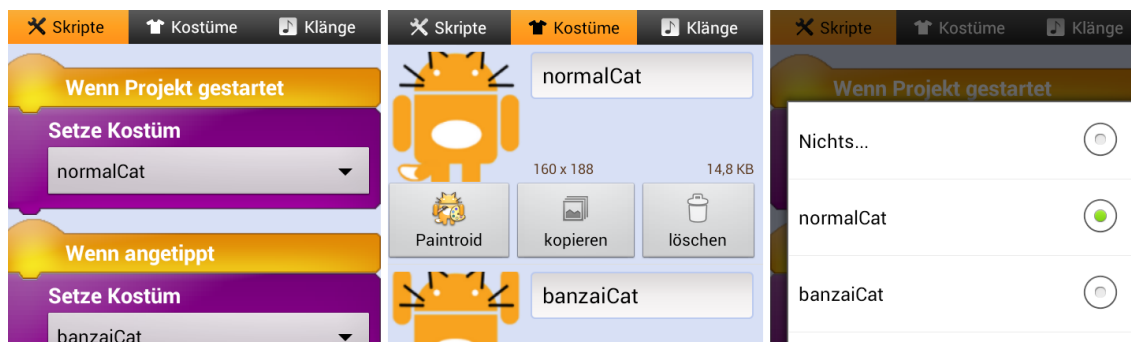 Skripte Kostüme Klänge
Wenn Projekt gestartet
Setze Kostüm
normalCat
Wenn angetippt
Setze Kostüm
banzaiCat
Skripte Kostüme Klänge
normalCat
160 x 188 14,8 KB
Paintroid kopieren löschen
banzaiCat
Skripte Kostüme Klänge
Wenn Projekt gestartet
Nichts...
normalCat
banzaiCat